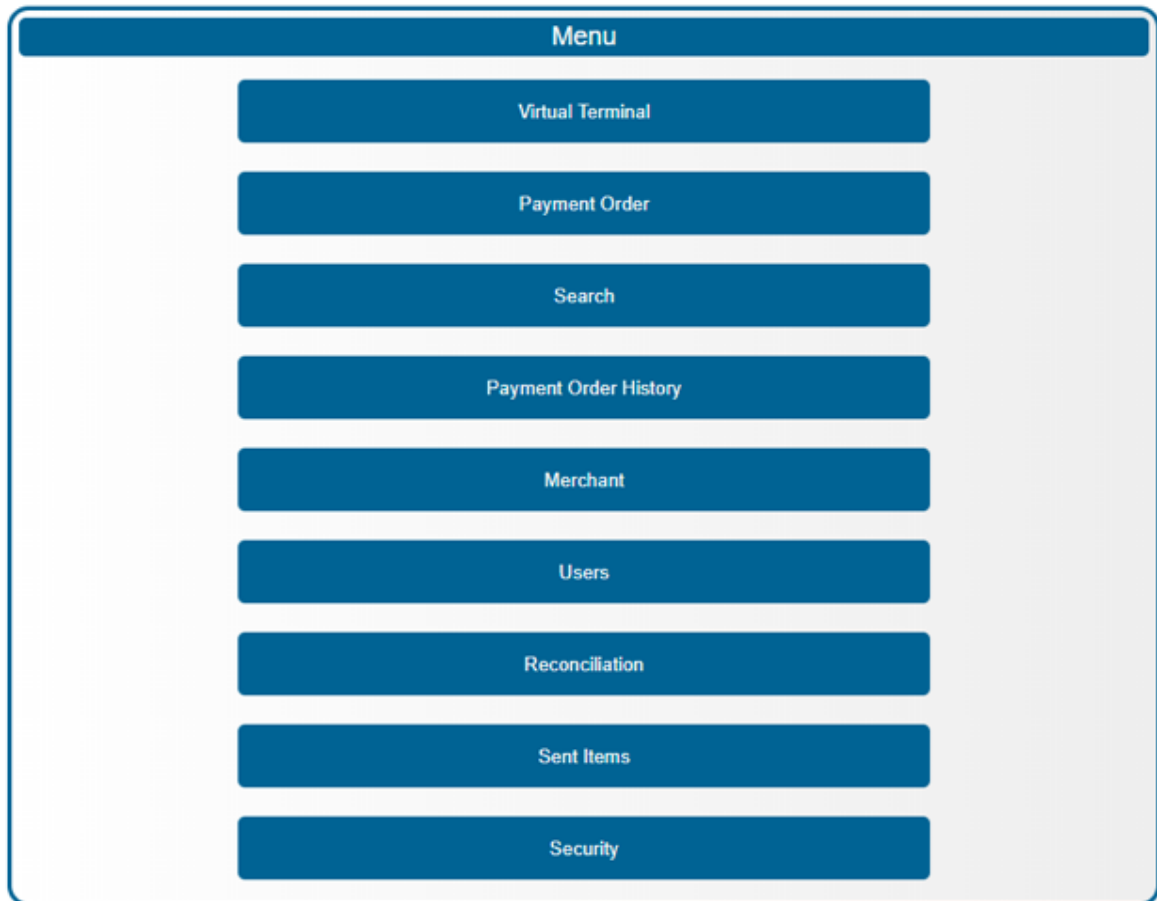 Menu
Virtual Terminal
Payment Order
Search
Payment Order History
Merchant
Users
Reconciliation
Sent Items
Security